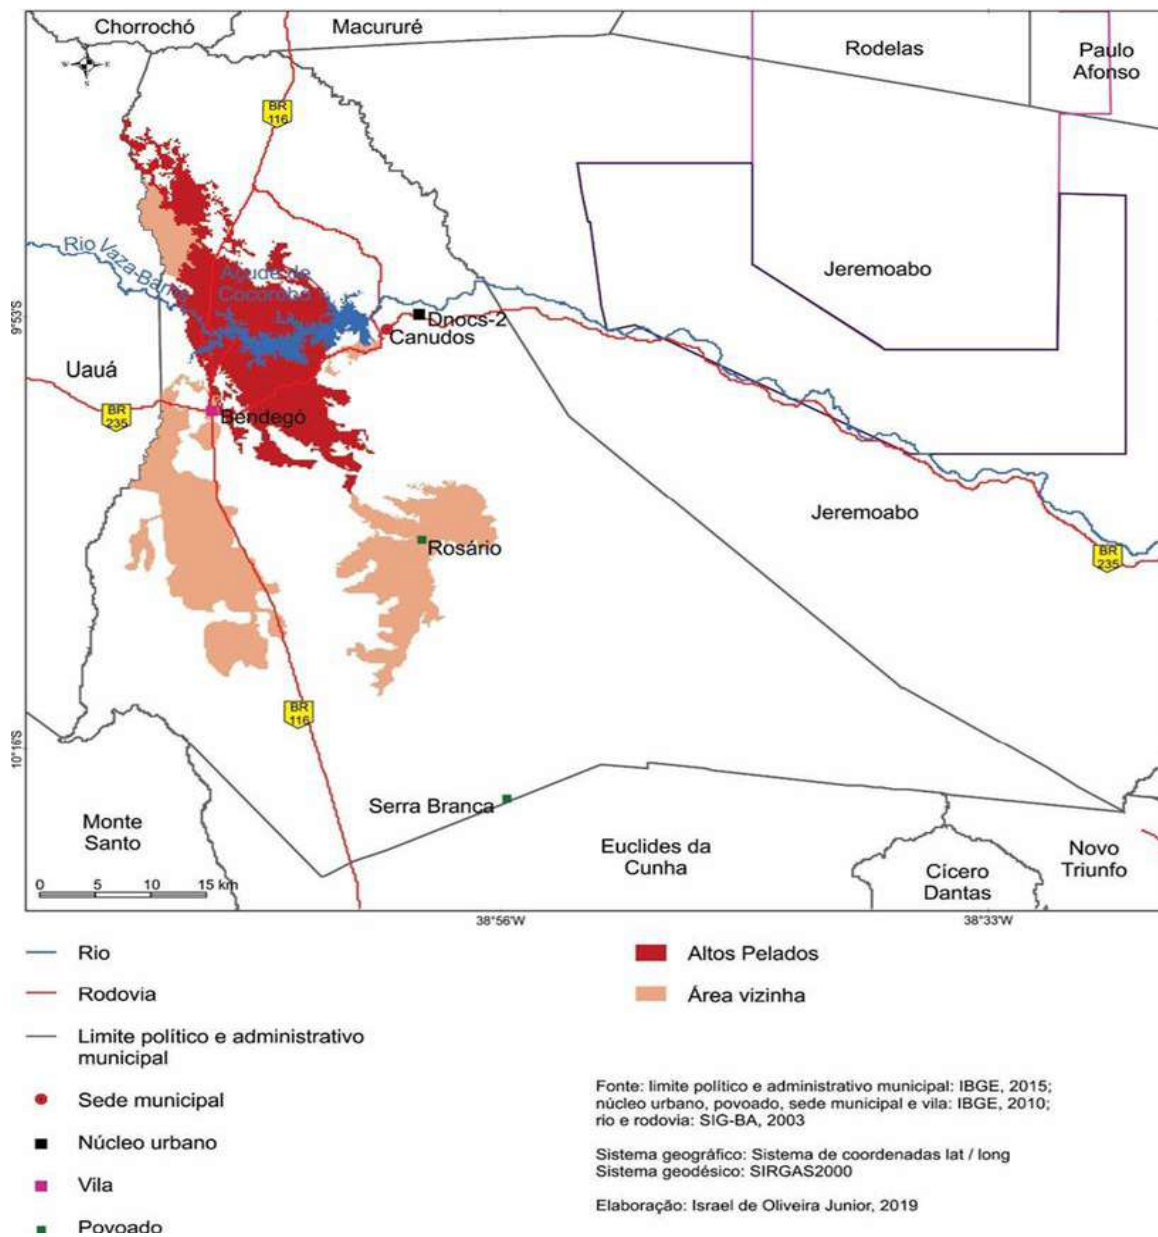 Chorrochó
Macururé
Rodelas
Paulo
Afonso
W E
S
BR
116
Rio Vaza-Barris
Açude de
Cocorobó
Jeremoabo
9°53'S
Dnocs-2
Canudos
Uauá
BR
235
Bendegó
Jeremoabo
Rosário
BR
235
BR
116
10°16'S
Serra Branca
Monte
Santo
Euclides da
Cunha
Cícero
Dantas
Novo
Triunfo
0 5 10 15 km
38°56'W
38°33'W
Rio
Rodovia
Limite político e administrativo
municipal
Sede municipal
Núcleo urbano
Vila
Povoado
Altos Pelados
Área vizinha
Fonte: limite político e administrativo municipal: IBGE, 2015;
núcleo urbano, povoado, sede municipal e vila: IBGE, 2010;
rio e rodovia: SIG-BA, 2003
Sistema geográfico: Sistema de coordenadas lat / long
Sistema geodésico: SIRGAS2000
Elaboração: Israel de Oliveira Junior, 2019